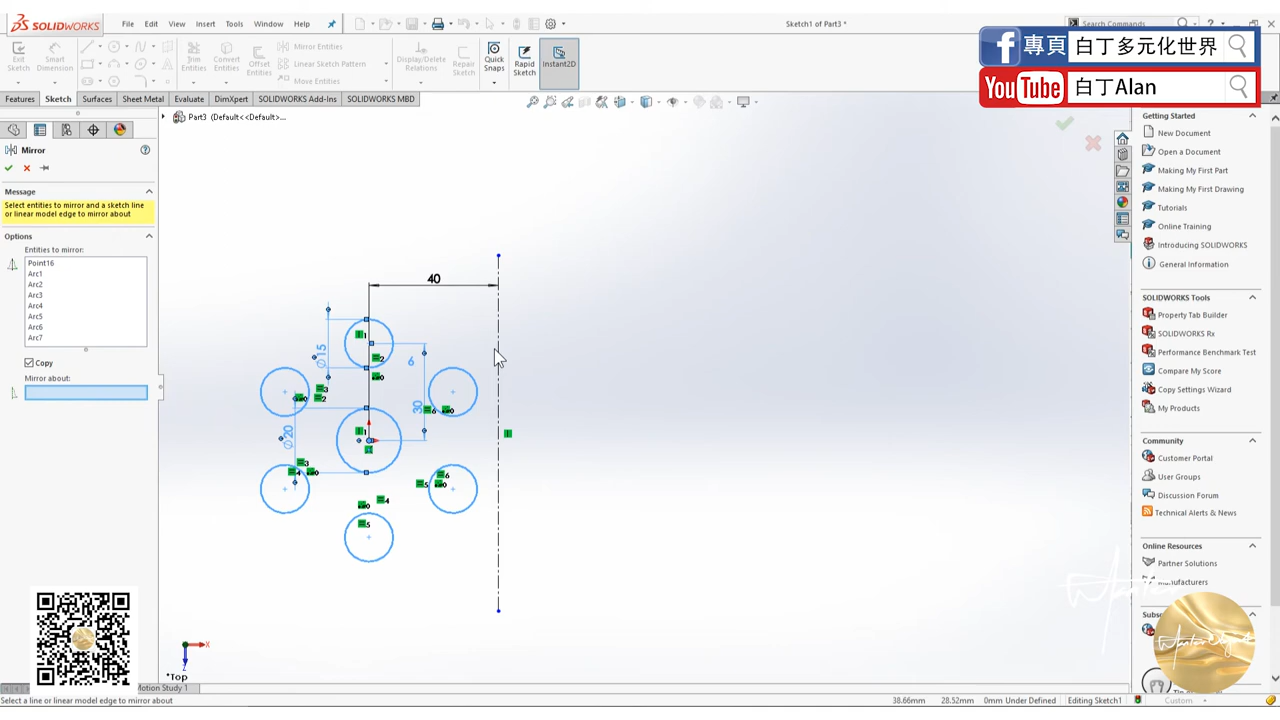 SOLIDWORKS
File Edit View Insert Tools Window Help
Sketch1 of Part3 *
Search Commands
專頁 白丁多元化世界
YouTube 白丁Alan
Exit Sketch
Smart Dimension
Trim Entities
Convert Entities
Offset Entities
Mirror Entities
Linear Sketch Pattern
Move Entities
Display/Delete Relations
Repair Sketch
Quick Snaps
Rapid Sketch
Instant2D
Features Sketch Surfaces Sheet Metal Evaluate DimXpert SOLIDWORKS Add-Ins SOLIDWORKS MBD
Part3 (Default<<Default>...
Mirror
Message
Select entities to mirror and a sketch line
or linear model edge to mirror about
Options
Entities to mirror:
Point16
Arc1
Arc2
Arc3
Arc4
Arc5
Arc6
Arc7
Copy
Mirror about:
40
∅15
6
30
∅20
X
*Top
Motion Study 1
Select a line or linear model edge to mirror about
38.66mm 28.52mm 0mm Under Defined Editing Sketch1 Custom
Getting Started
New Document
Open a Document
Making My First Part
Making My First Drawing
Tutorials
Online Training
Introducing SOLIDWORKS
General Information
SOLIDWORKS Tools
Property Tab Builder
SOLIDWORKS Rx
Performance Benchmark Test
Compare My Score
Copy Settings Wizard
My Products
Community
Customer Portal
User Groups
Discussion Forum
Technical Alerts & News
Online Resources
Partner Solutions